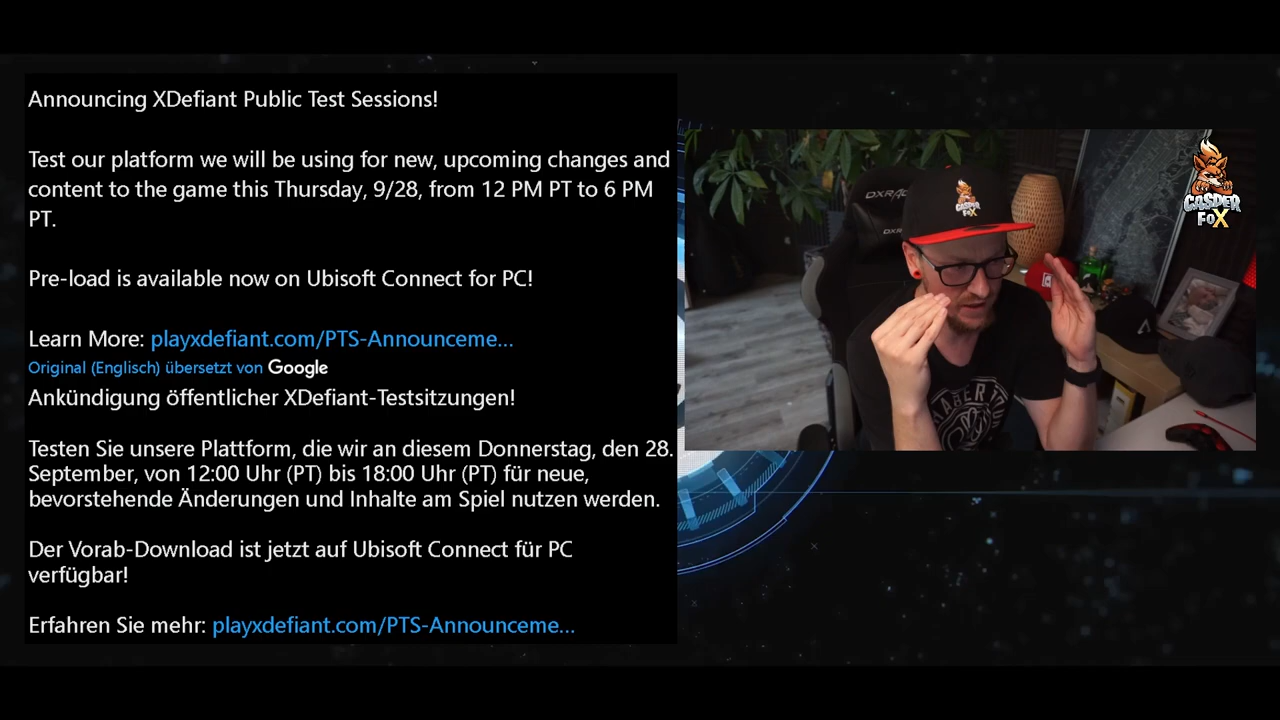 Announcing XDefiant Public Test Sessions!
Test our platform we will be using for new, upcoming changes and
content to the game this Thursday, 9/28, from 12 PM PT to 6 PM
PT.
Pre-load is available now on Ubisoft Connect for PC!
Learn More: playxdefiant.com/PTS-Announceme...
Original (Englisch) übersetzt von Google
Ankündigung öffentlicher XDefiant-Testsitzungen!
Testen Sie unsere Plattform, die wir an diesem Donnerstag, den 28.
September, von 12:00 Uhr (PT) bis 18:00 Uhr (PT) für neue,
bevorstehende Änderungen und Inhalte am Spiel nutzen werden.
Der Vorab-Download ist jetzt auf Ubisoft Connect für PC
verfügbar!
Erfahren Sie mehr: playxdefiant.com/PTS-Announceme...
CASPER
FoX
CASPER
FoX